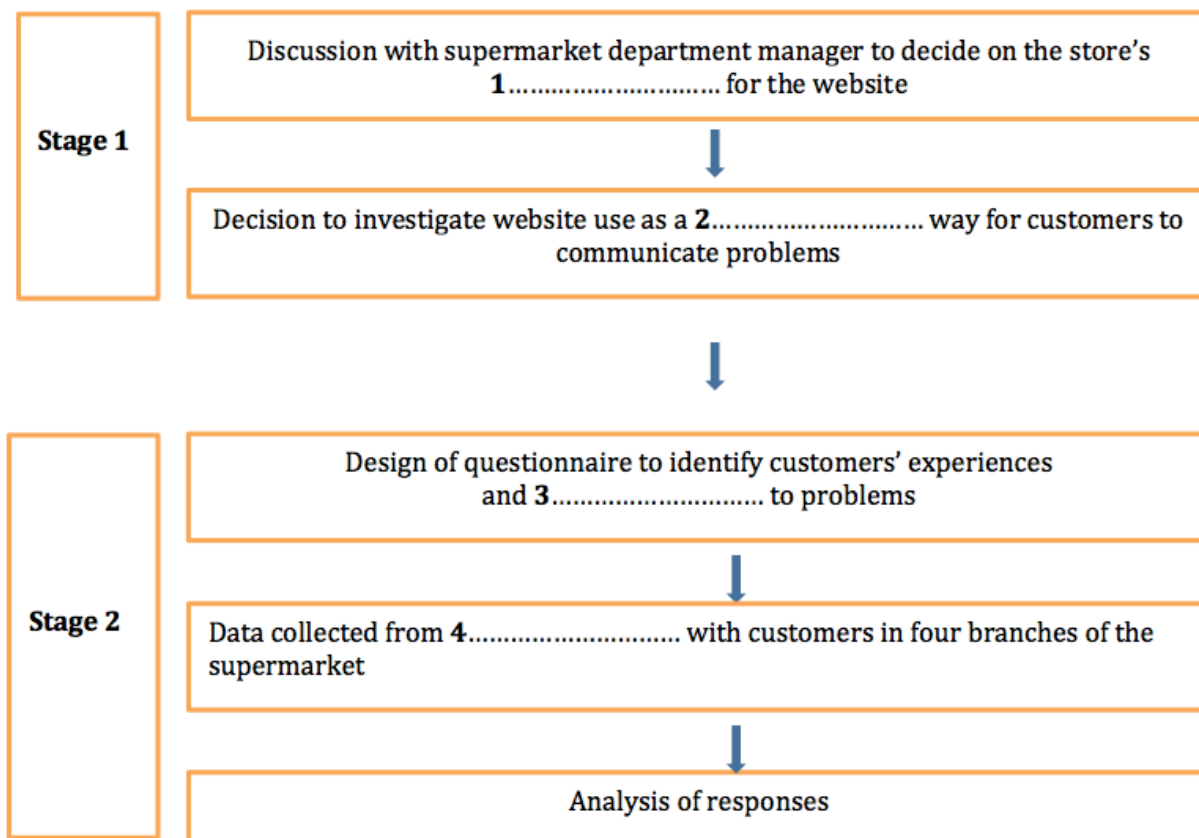 Discussion with supermarket department manager to decide on the store’s
1………………………… for the website
Stage 1
Decision to investigate website use as a 2………………………… way for customers to
communicate problems
Design of questionnaire to identify customers’ experiences
and 3………………………… to problems
Stage 2
Data collected from 4………………………… with customers in four branches of the
supermarket
Analysis of responses